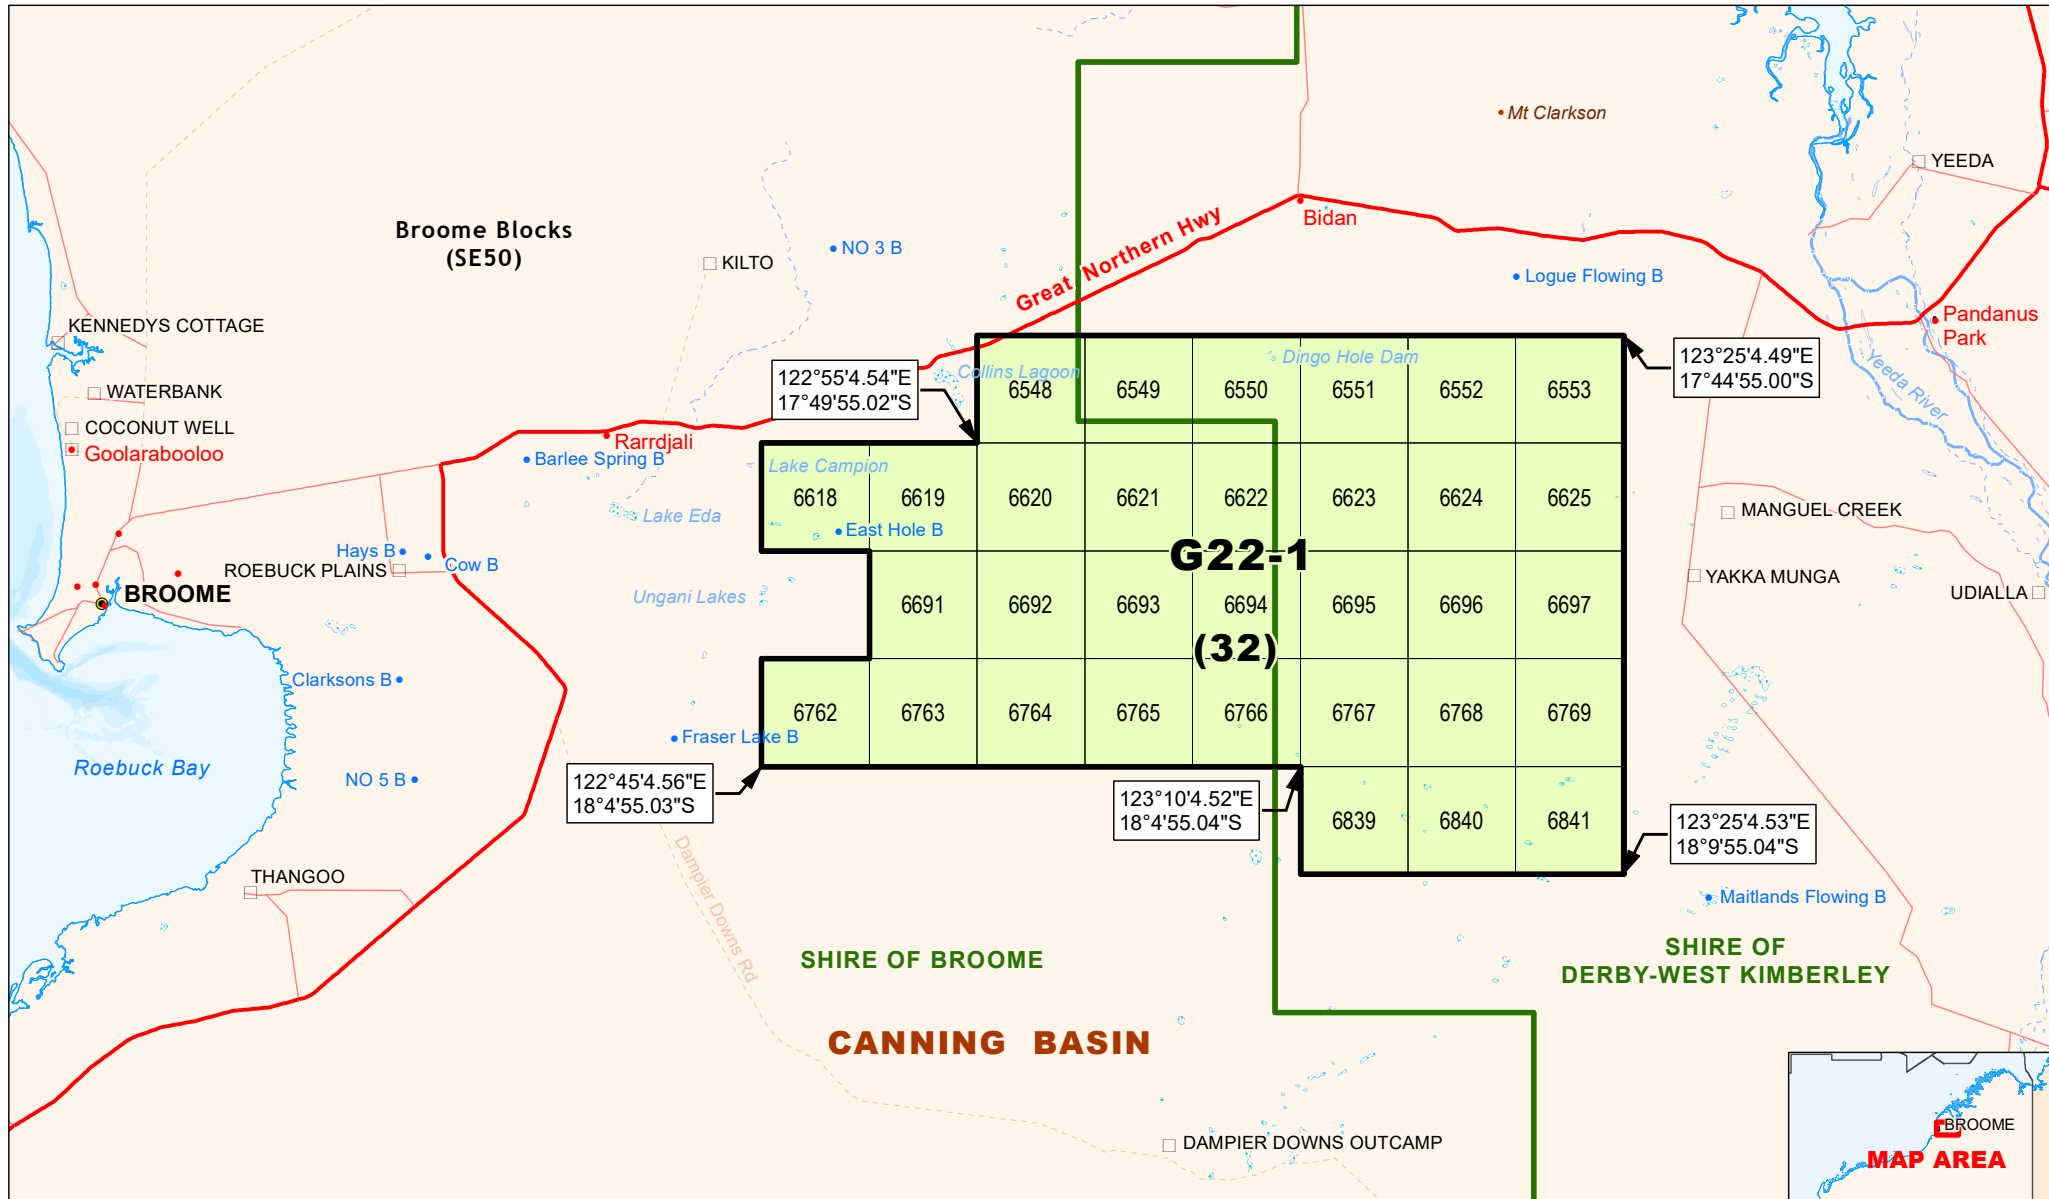 Mt Clarkson
YEEDA
Broome Blocks
(SE50)
NO 3 B
KILTO
Great Northern Hwy
Bidan
Logue Flowing B
Pandanus
Park
KENNEDYS COTTAGE
Yeeda River
WATERBANK
COCONUT WELL
Goolarabooloo
Rarrdjali
Barlee Spring B
122°55'4.54"E
17°49'55.02"S
Collins Lagoon
Dingo Hole Dam
123°25'4.49"E
17°44'55.00"S
6548
6549
6550
6551
6552
6553
Lake Campion
6618
6619
6620
6621
6622
6623
6624
6625
East Hole B
Lake Eda
MANGUEL CREEK
Hays B
Cow B
ROEBUCK PLAINS
G22-1
YAKKA MUNGA
UDIALLA
BROOME
Ungani Lakes
6691
6692
6693
6694
6695
6696
6697
(32)
Clarksons B
6762
6763
6764
6765
6766
6767
6768
6769
Fraser Lake B
Roebuck Bay
NO 5 B
122°45'4.56"E
18°4'55.03"S
123°10'4.52"E
18°4'55.04"S
6839
6840
6841
123°25'4.53"E
18°9'55.04"S
THANGOO
Dampier Downs Rd
Maitlands Flowing B
SHIRE OF BROOME
SHIRE OF
DERBY-WEST KIMBERLEY
CANNING BASIN
DAMPIER DOWNS OUTCAMP
BROOME
MAP AREA